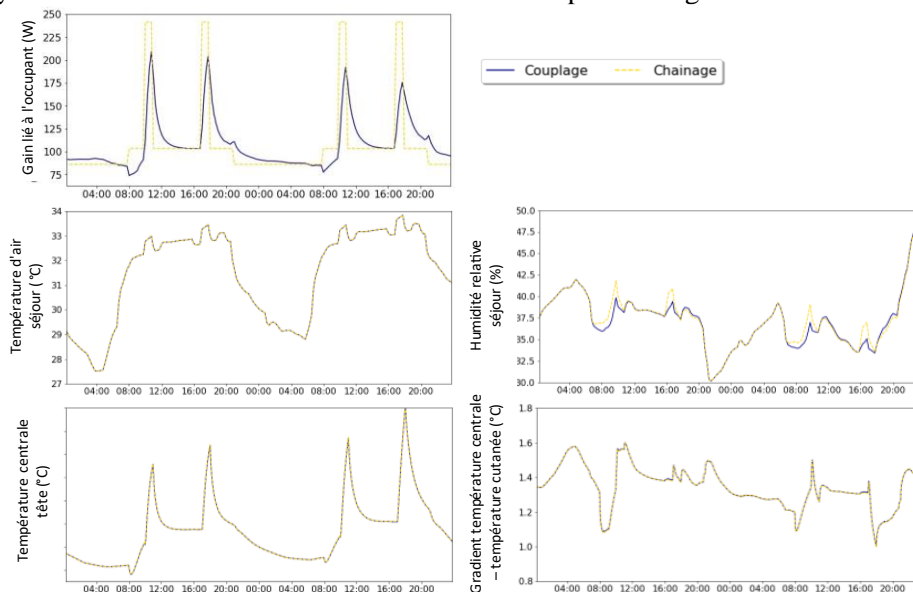 Gain lié à l'occupant (W)
250
225
200
175
150
125
100
75
04:00 08:00 12:00 16:00 20:00 00:00 04:00 08:00 12:00 16:00 20:00
Couplage Chainage
Température d'air
séjour (°C)
34
33
32
31
30
29
28
27
04:00 08:00 12:00 16:00 20:00 00:00 04:00 08:00 12:00 16:00 20:00
Humidité relative
séjour (%)
50.0
47.5
45.0
42.5
40.0
37.5
35.0
32.5
30.0
04:00 08:00 12:00 16:00 20:00 00:00 04:00 08:00 12:00 16:00 20:00
Température centrale
tête (°C)
04:00 08:00 12:00 16:00 20:00 00:00 04:00 08:00 12:00 16:00 20:00
Gradient température centrale
– température cutanée (°C)
1.8
1.6
1.4
1.2
1.0
0.8
04:00 08:00 12:00 16:00 20:00 00:00 04:00 08:00 12:00 16:00 20:00